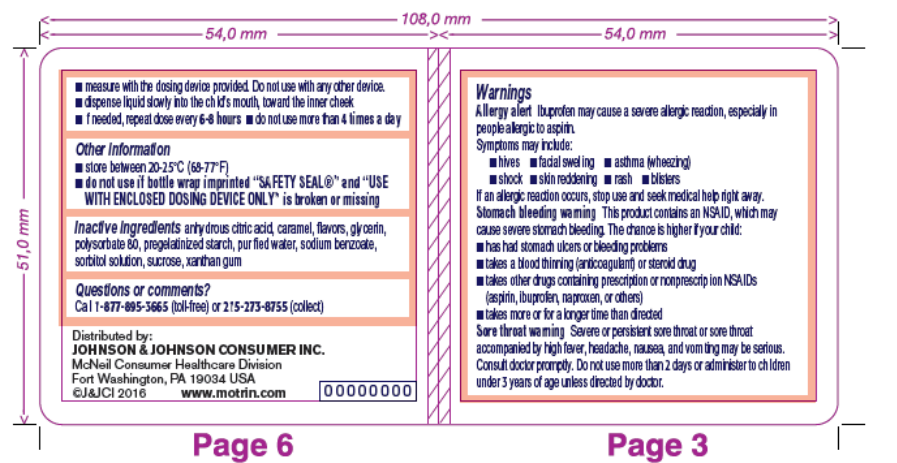 108,0 mm
54,0 mm
54,0 mm
51,0 mm
■ measure with the dosing device provided. Do not use with any other device.
■ dispense liquid slowly into the child's mouth, toward the inner cheek
■ if needed, repeat dose every 6-8 hours ■ do not use more than 4 times a day
Other information
■ store between 20-25°C (68-77°F)
■ do not use if bottle wrap imprinted "SAFETY SEAL®" and "USE
WITH ENCLOSED DOSING DEVICE ONLY" is broken or missing
Inactive ingredients anhydrous citric acid, caramel, flavors, glycerin,
polysorbate 80, pregelatinized starch, purified water, sodium benzoate,
sorbitol solution, sucrose, xanthan gum
Questions or comments?
Call 1-877-895-3665 (toll-free) or 215-273-8755 (collect)
Distributed by:
JOHNSON & JOHNSON CONSUMER INC.
McNeil Consumer Healthcare Division
Fort Washington, PA 19034 USA
©J&JCI 2016 www.motrin.com 00000000
Page 6
Warnings
Allergy alert Ibuprofen may cause a severe allergic reaction, especially in
people allergic to aspirin.
Symptoms may include:
■ hives ■ facial swelling ■ asthma (wheezing)
■ shock ■ skin reddening ■ rash ■ blisters
If an allergic reaction occurs, stop use and seek medical help right away.
Stomach bleeding warning This product contains an NSAID, which may
cause severe stomach bleeding. The chance is higher if your child:
■ has had stomach ulcers or bleeding problems
■ takes a blood thinning (anticoagulant) or steroid drug
■ takes other drugs containing prescription or nonprescription NSAIDs
(aspirin, ibuprofen, naproxen, or others)
■ takes more or for a longer time than directed
Sore throat warning Severe or persistent sore throat or sore throat
accompanied by high fever, headache, nausea, and vomiting may be serious.
Consult doctor promptly. Do not use more than 2 days or administer to children
under 3 years of age unless directed by doctor.
Page 3